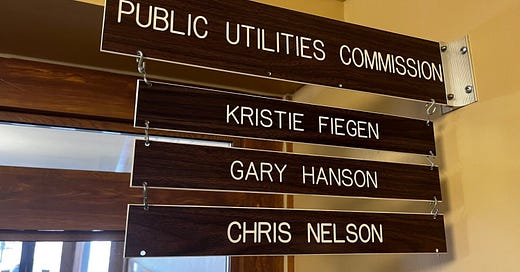 PUBLIC UTILITIES COMMISSION
KRISTIE FIEGEN
GARY HANSON
CHRIS NELSON